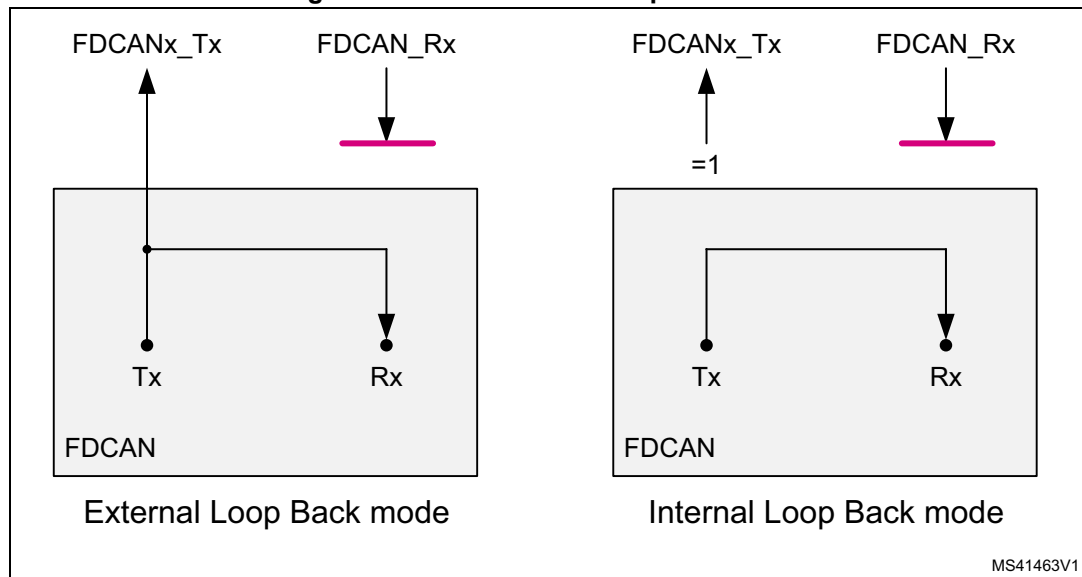 FDCANx_Tx FDCAN_Rx FDCANx_Tx FDCAN_Rx
=1
Tx Rx Tx Rx
FDCAN FDCAN
External Loop Back mode Internal Loop Back mode
MS41463V1